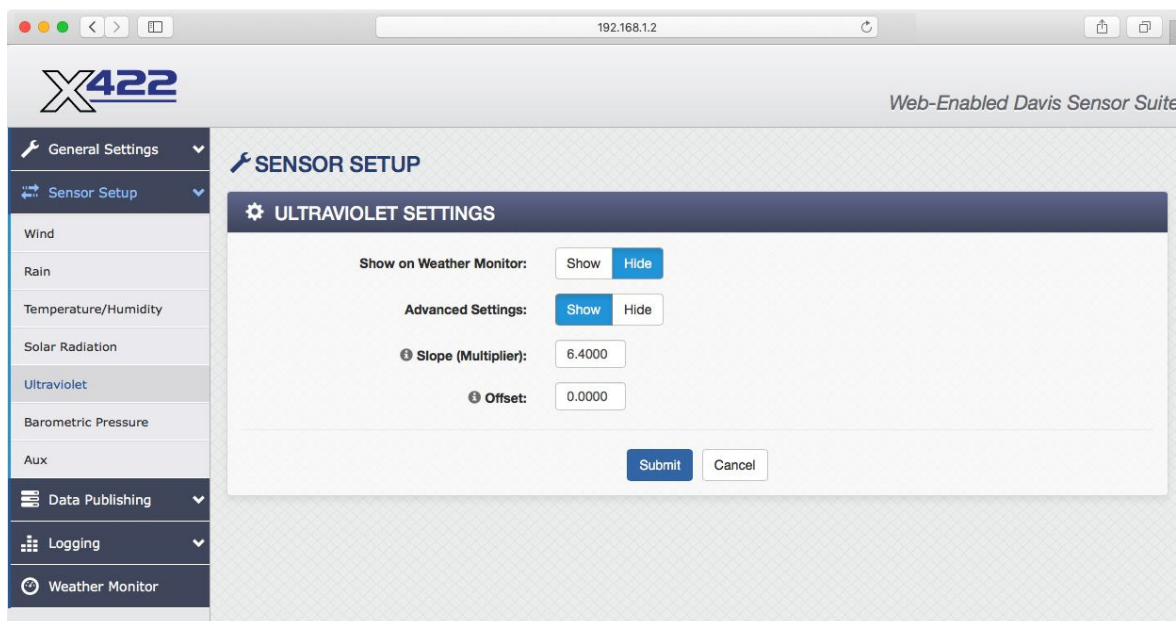 192.168.1.2
X422
Web-Enabled Davis Sensor Suite
General Settings
Sensor Setup
Wind
Rain
Temperature/Humidity
Solar Radiation
Ultraviolet
Barometric Pressure
Aux
Data Publishing
Logging
Weather Monitor
SENSOR SETUP
ULTRAVIOLET SETTINGS
Show on Weather Monitor: Show Hide
Advanced Settings: Show Hide
Slope (Multiplier): 6.4000
Offset: 0.0000
Submit Cancel